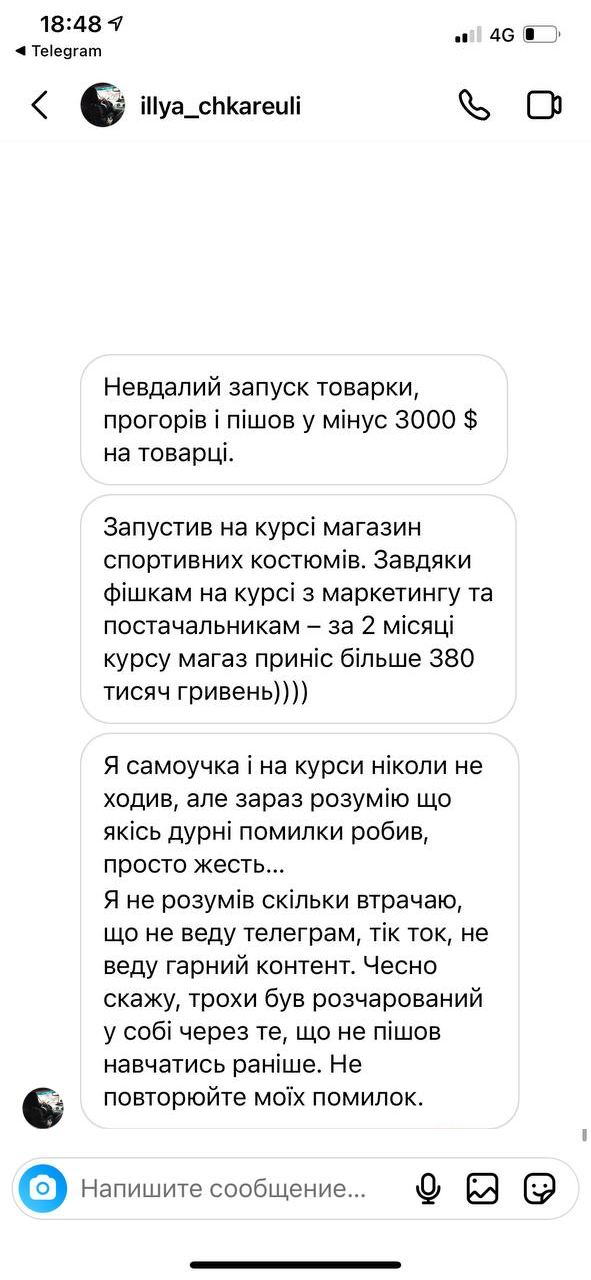 18:48
4G
Telegram
illya_chkareuli
Невдалий запуск товарки,
прогорів і пішов у мінус 3000 $
на товарці.
Запустив на курсі магазин
спортивних костюмів. Завдяки
фішкам на курсі з маркетингу та
постачальникам – за 2 місяці
курсу магаз приніс більше 380
тисяч гривень))))
Я самоучка і на курси ніколи не
ходив, але зараз розумію що
якісь дурні помилки робив,
просто жесть...
Я не розумів скільки втрачаю,
що не веду телеграм, тік ток, не
веду гарний контент. Чесно
скажу, трохи був розчарований
у собі через те, що не пішов
навчатись раніше. Не
повторюйте моїх помилок.
Напишите сообщение...